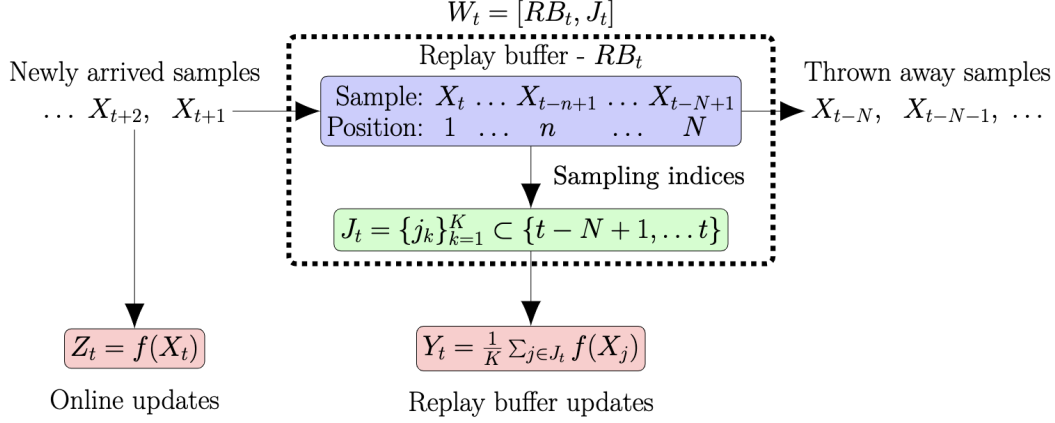 W_t = [RB_t, J_t]
Replay buffer - RB_t
Newly arrived samples
… X_{t+2}, X_{t+1}
Sample: X_t … X_{t−n+1} … X_{t−N+1}
Position: 1 … n … N
Thrown away samples
X_{t−N}, X_{t−N−1}, …
Sampling indices
J_t = {j_k}_{k=1}^K ⊂ {t − N + 1, … t}
Z_t = f(X_t)
Y_t = \frac{1}{K} ∑_{j∈J_t} f(X_j)
Online updates
Replay buffer updates